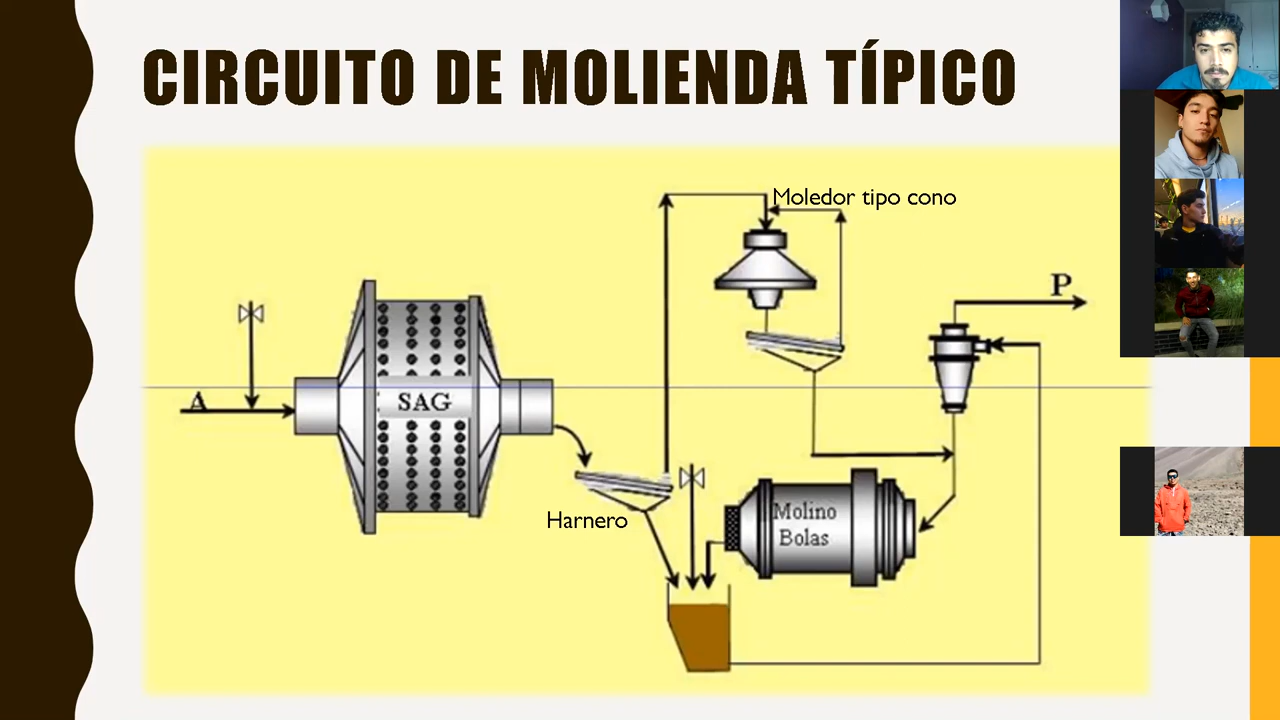 CIRCUITO DE MOLIENDA TÍPICO
Moledor tipo cono
P
A
SAG
Harnero
Molino
Bolas